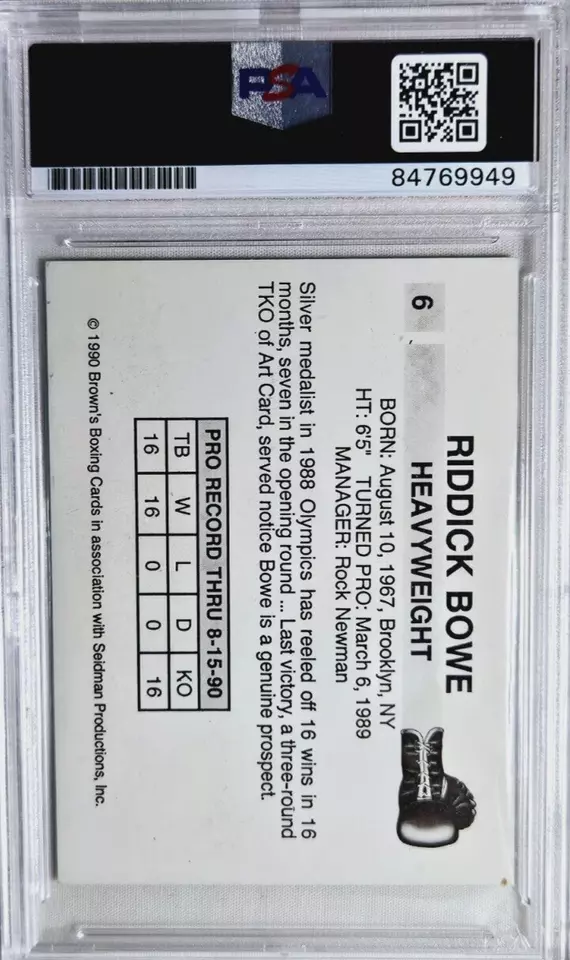 PSA
84769949
6
RIDDICK BOWE
HEAVYWEIGHT
BORN: August 10, 1967, Brooklyn, NY
HT: 6'5" TURNED PRO: March 6, 1989
MANAGER: Rock Newman
Silver medalist in 1988 Olympics has reeled off 16 wins in 16
months, seven in the opening round ... Last victory, a three-round
TKO of Art Card, served notice Bowe is a genuine prospect.
PRO RECORD THRU 8-15-90
TB W L D KO
16 16 0 0 16
© 1990 Brown's Boxing Cards in association with Seidman Productions, Inc.